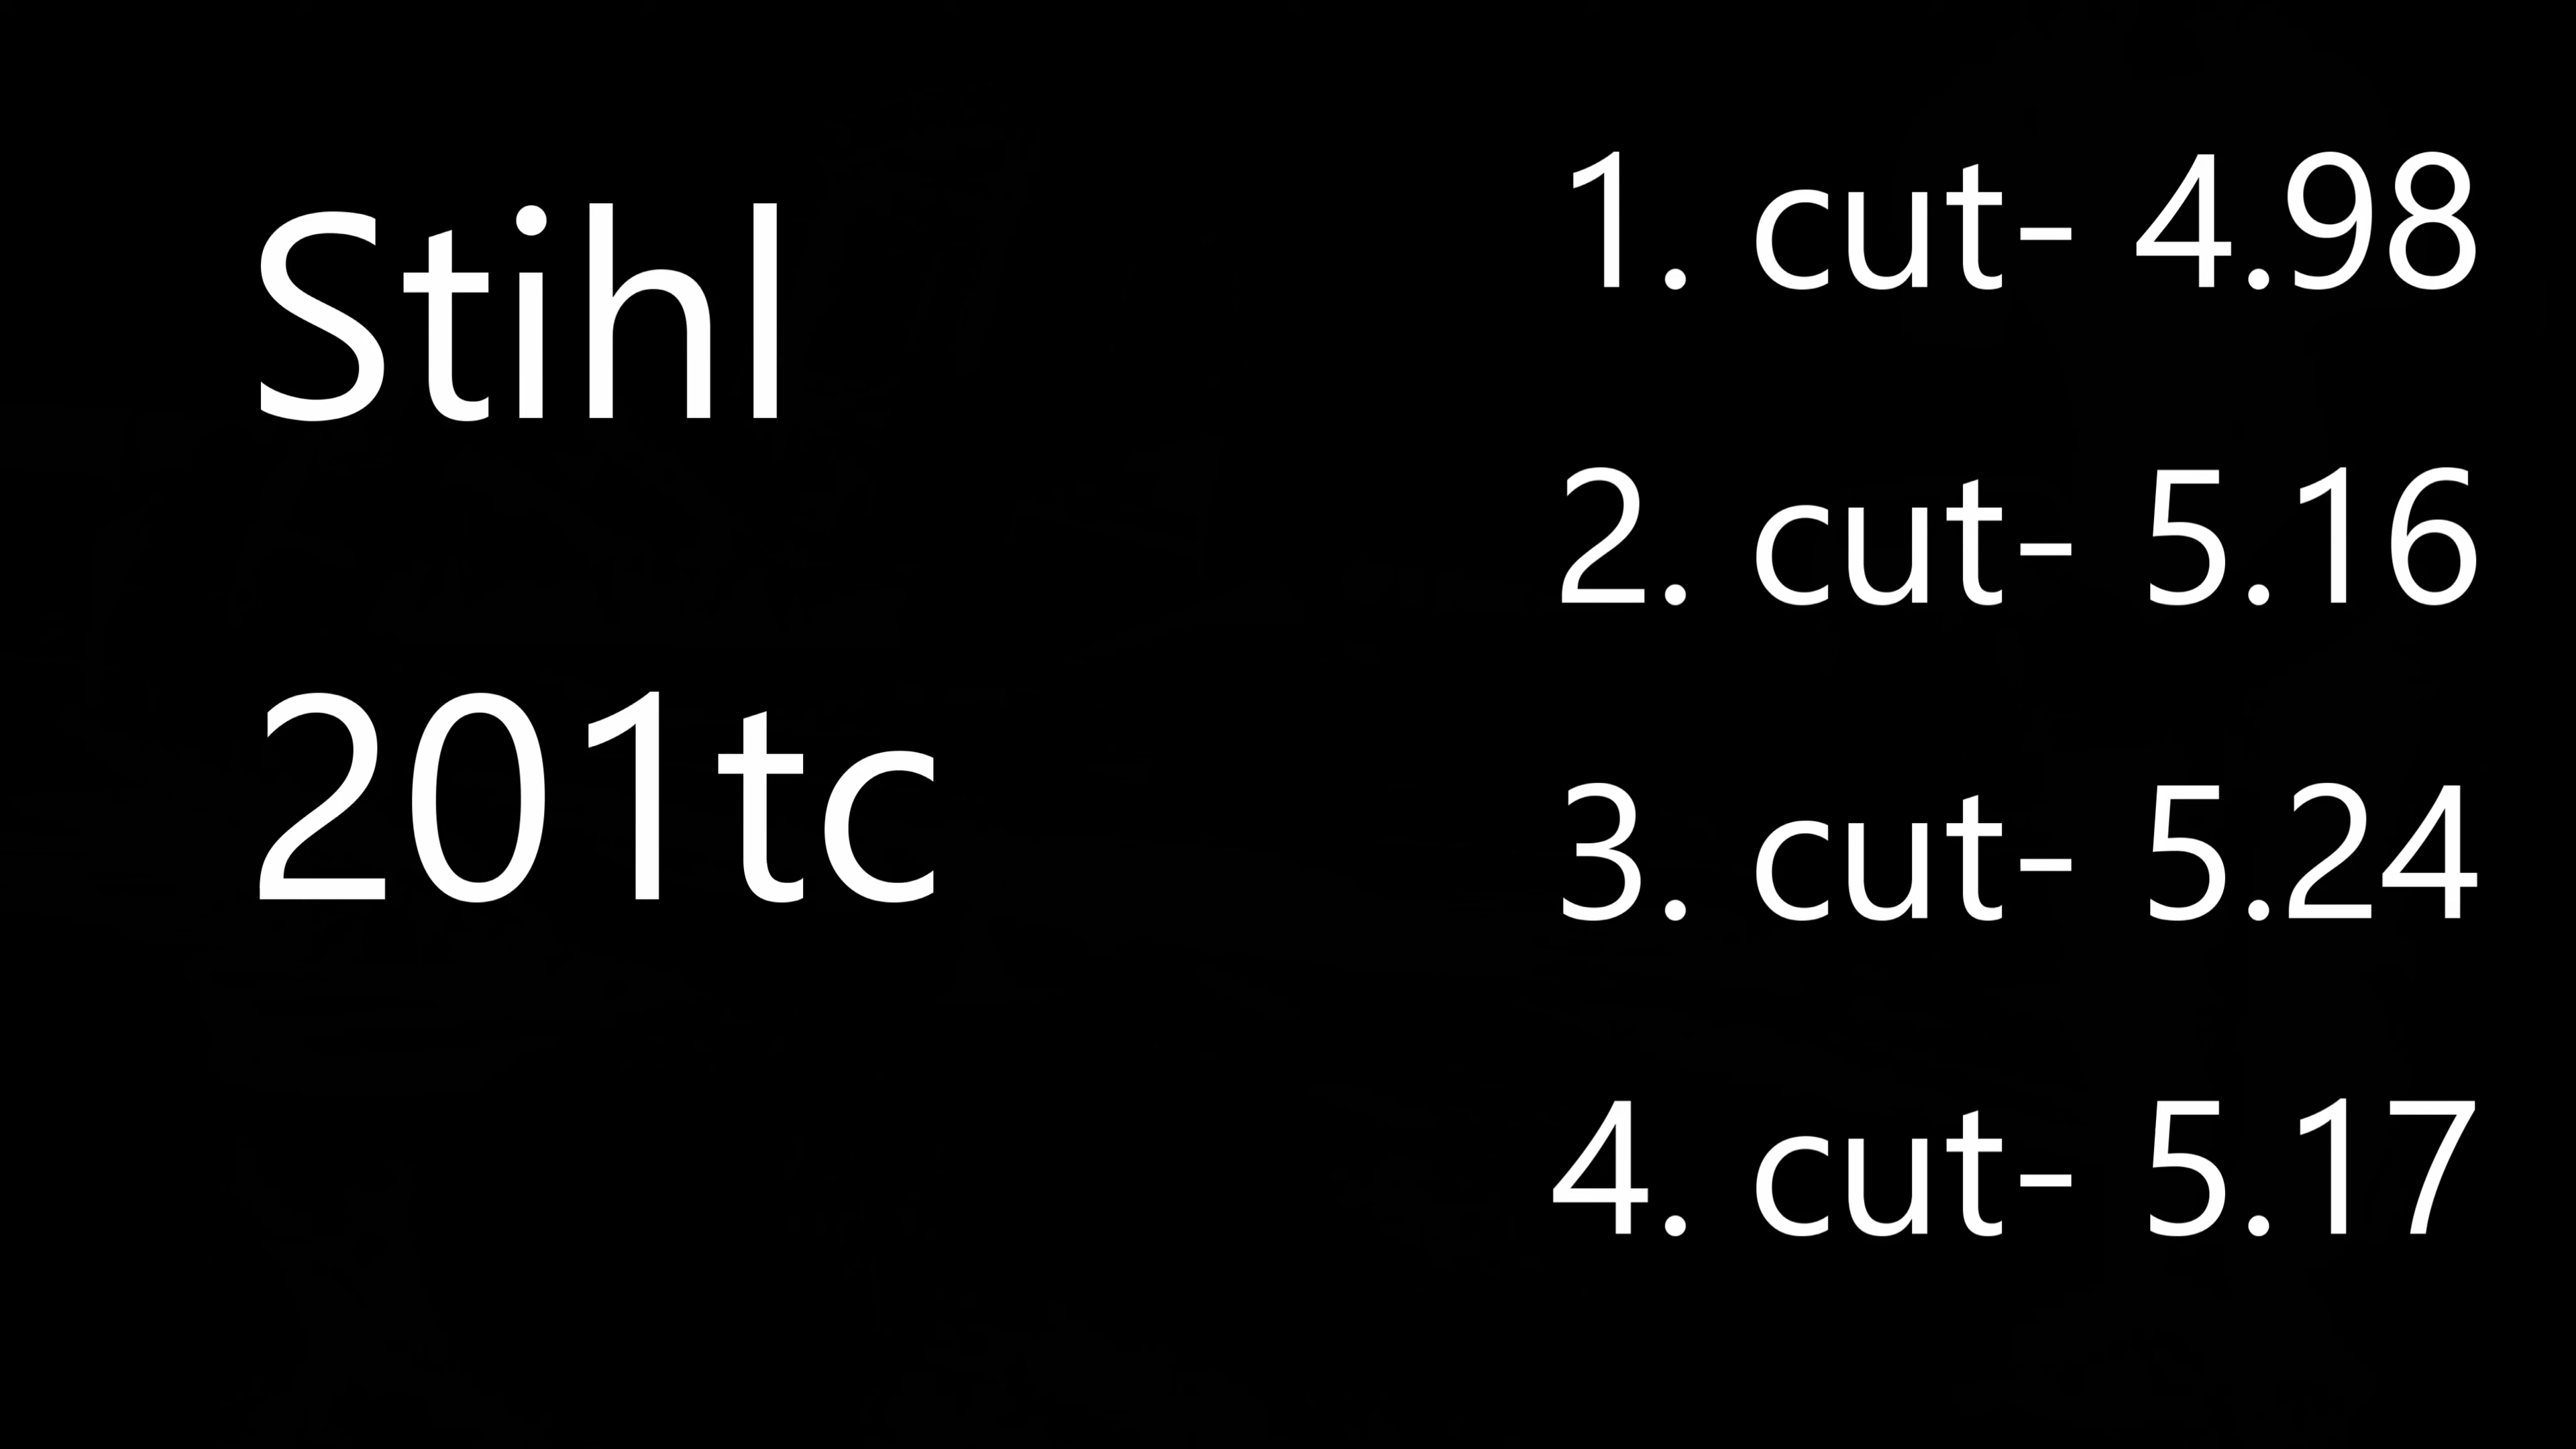 Stihl
201tc
1. cut- 4.98
2. cut- 5.16
3. cut- 5.24
4. cut- 5.17